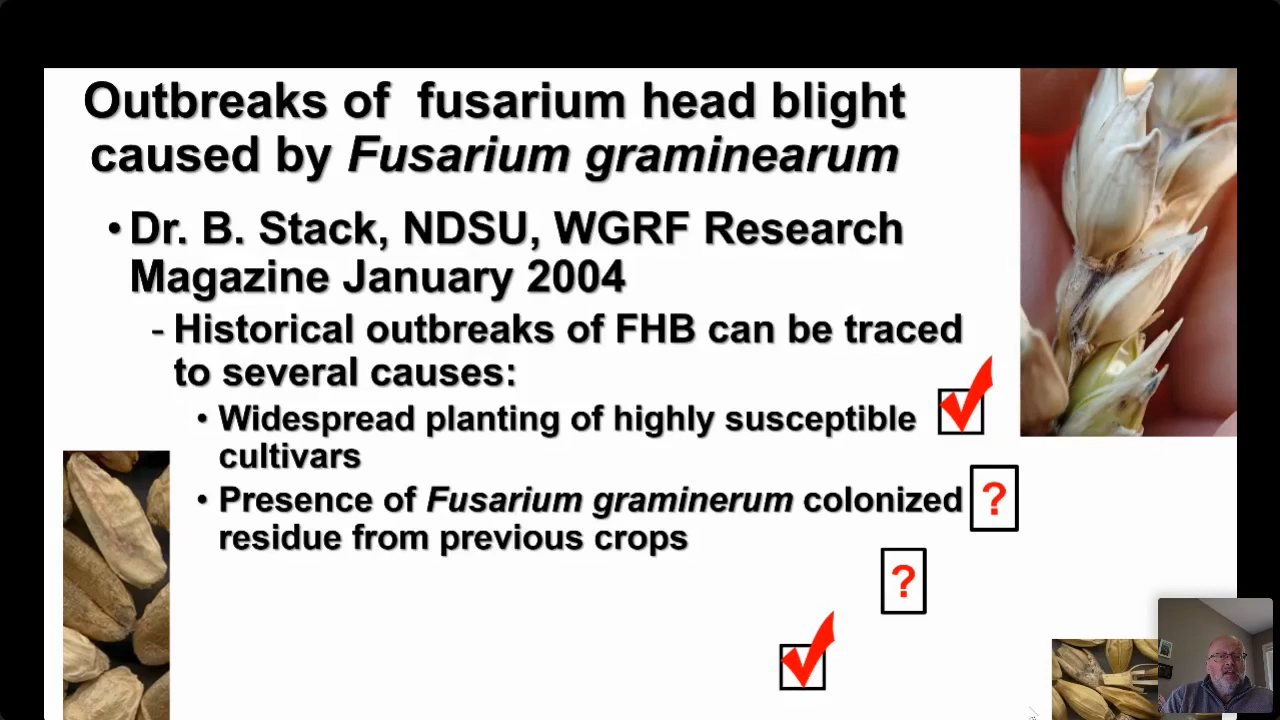 Outbreaks of fusarium head blight
caused by Fusarium graminearum
• Dr. B. Stack, NDSU, WGRF Research
Magazine January 2004
- Historical outbreaks of FHB can be traced
to several causes:
• Widespread planting of highly susceptible
cultivars
• Presence of Fusarium graminerum colonized
residue from previous crops
?
?